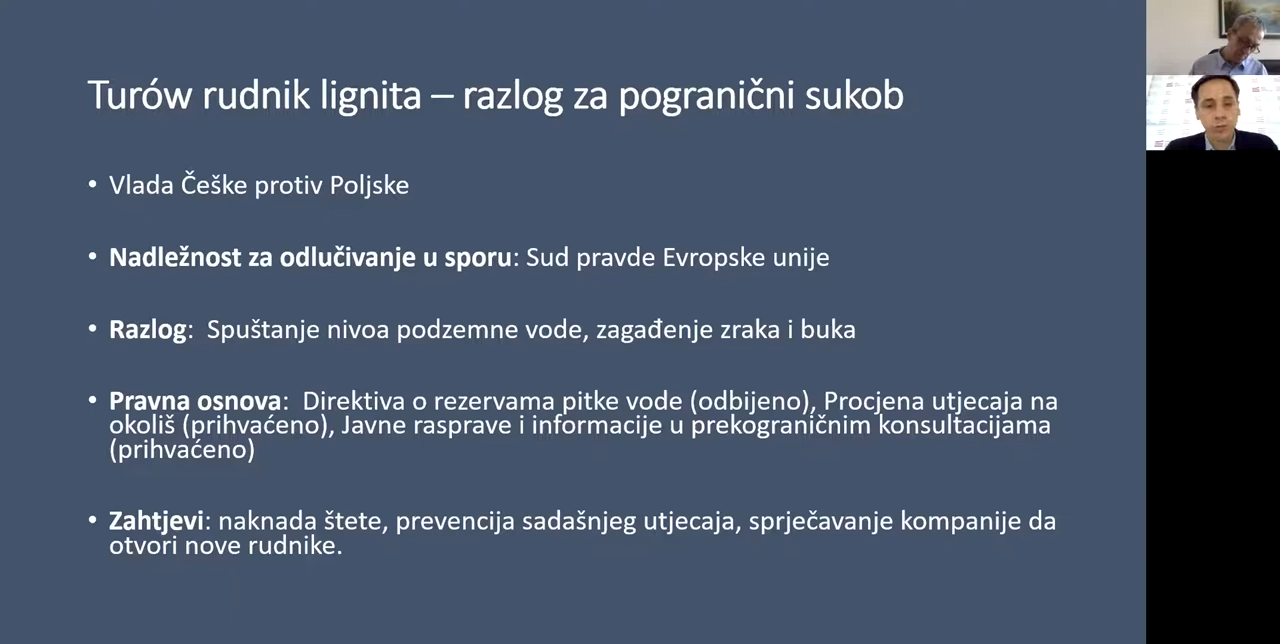 Turów rudnik lignita – razlog za pogranični sukob
• Vlada Češke protiv Poljske
• Nadležnost za odlučivanje u sporu: Sud pravde Evropske unije
• Razlog: Spuštanje nivoa podzemne vode, zagađenje zraka i buka
• Pravna osnova: Direktiva o rezervama pitke vode (odbijeno), Procjena utjecaja na
okoliš (prihvaćeno), Javne rasprave i informacije u prekograničnim konsultacijama
(prihvaćeno)
• Zahtjevi: naknada štete, prevencija sadašnjeg utjecaja, sprječavanje kompanije da
otvori nove rudnike.